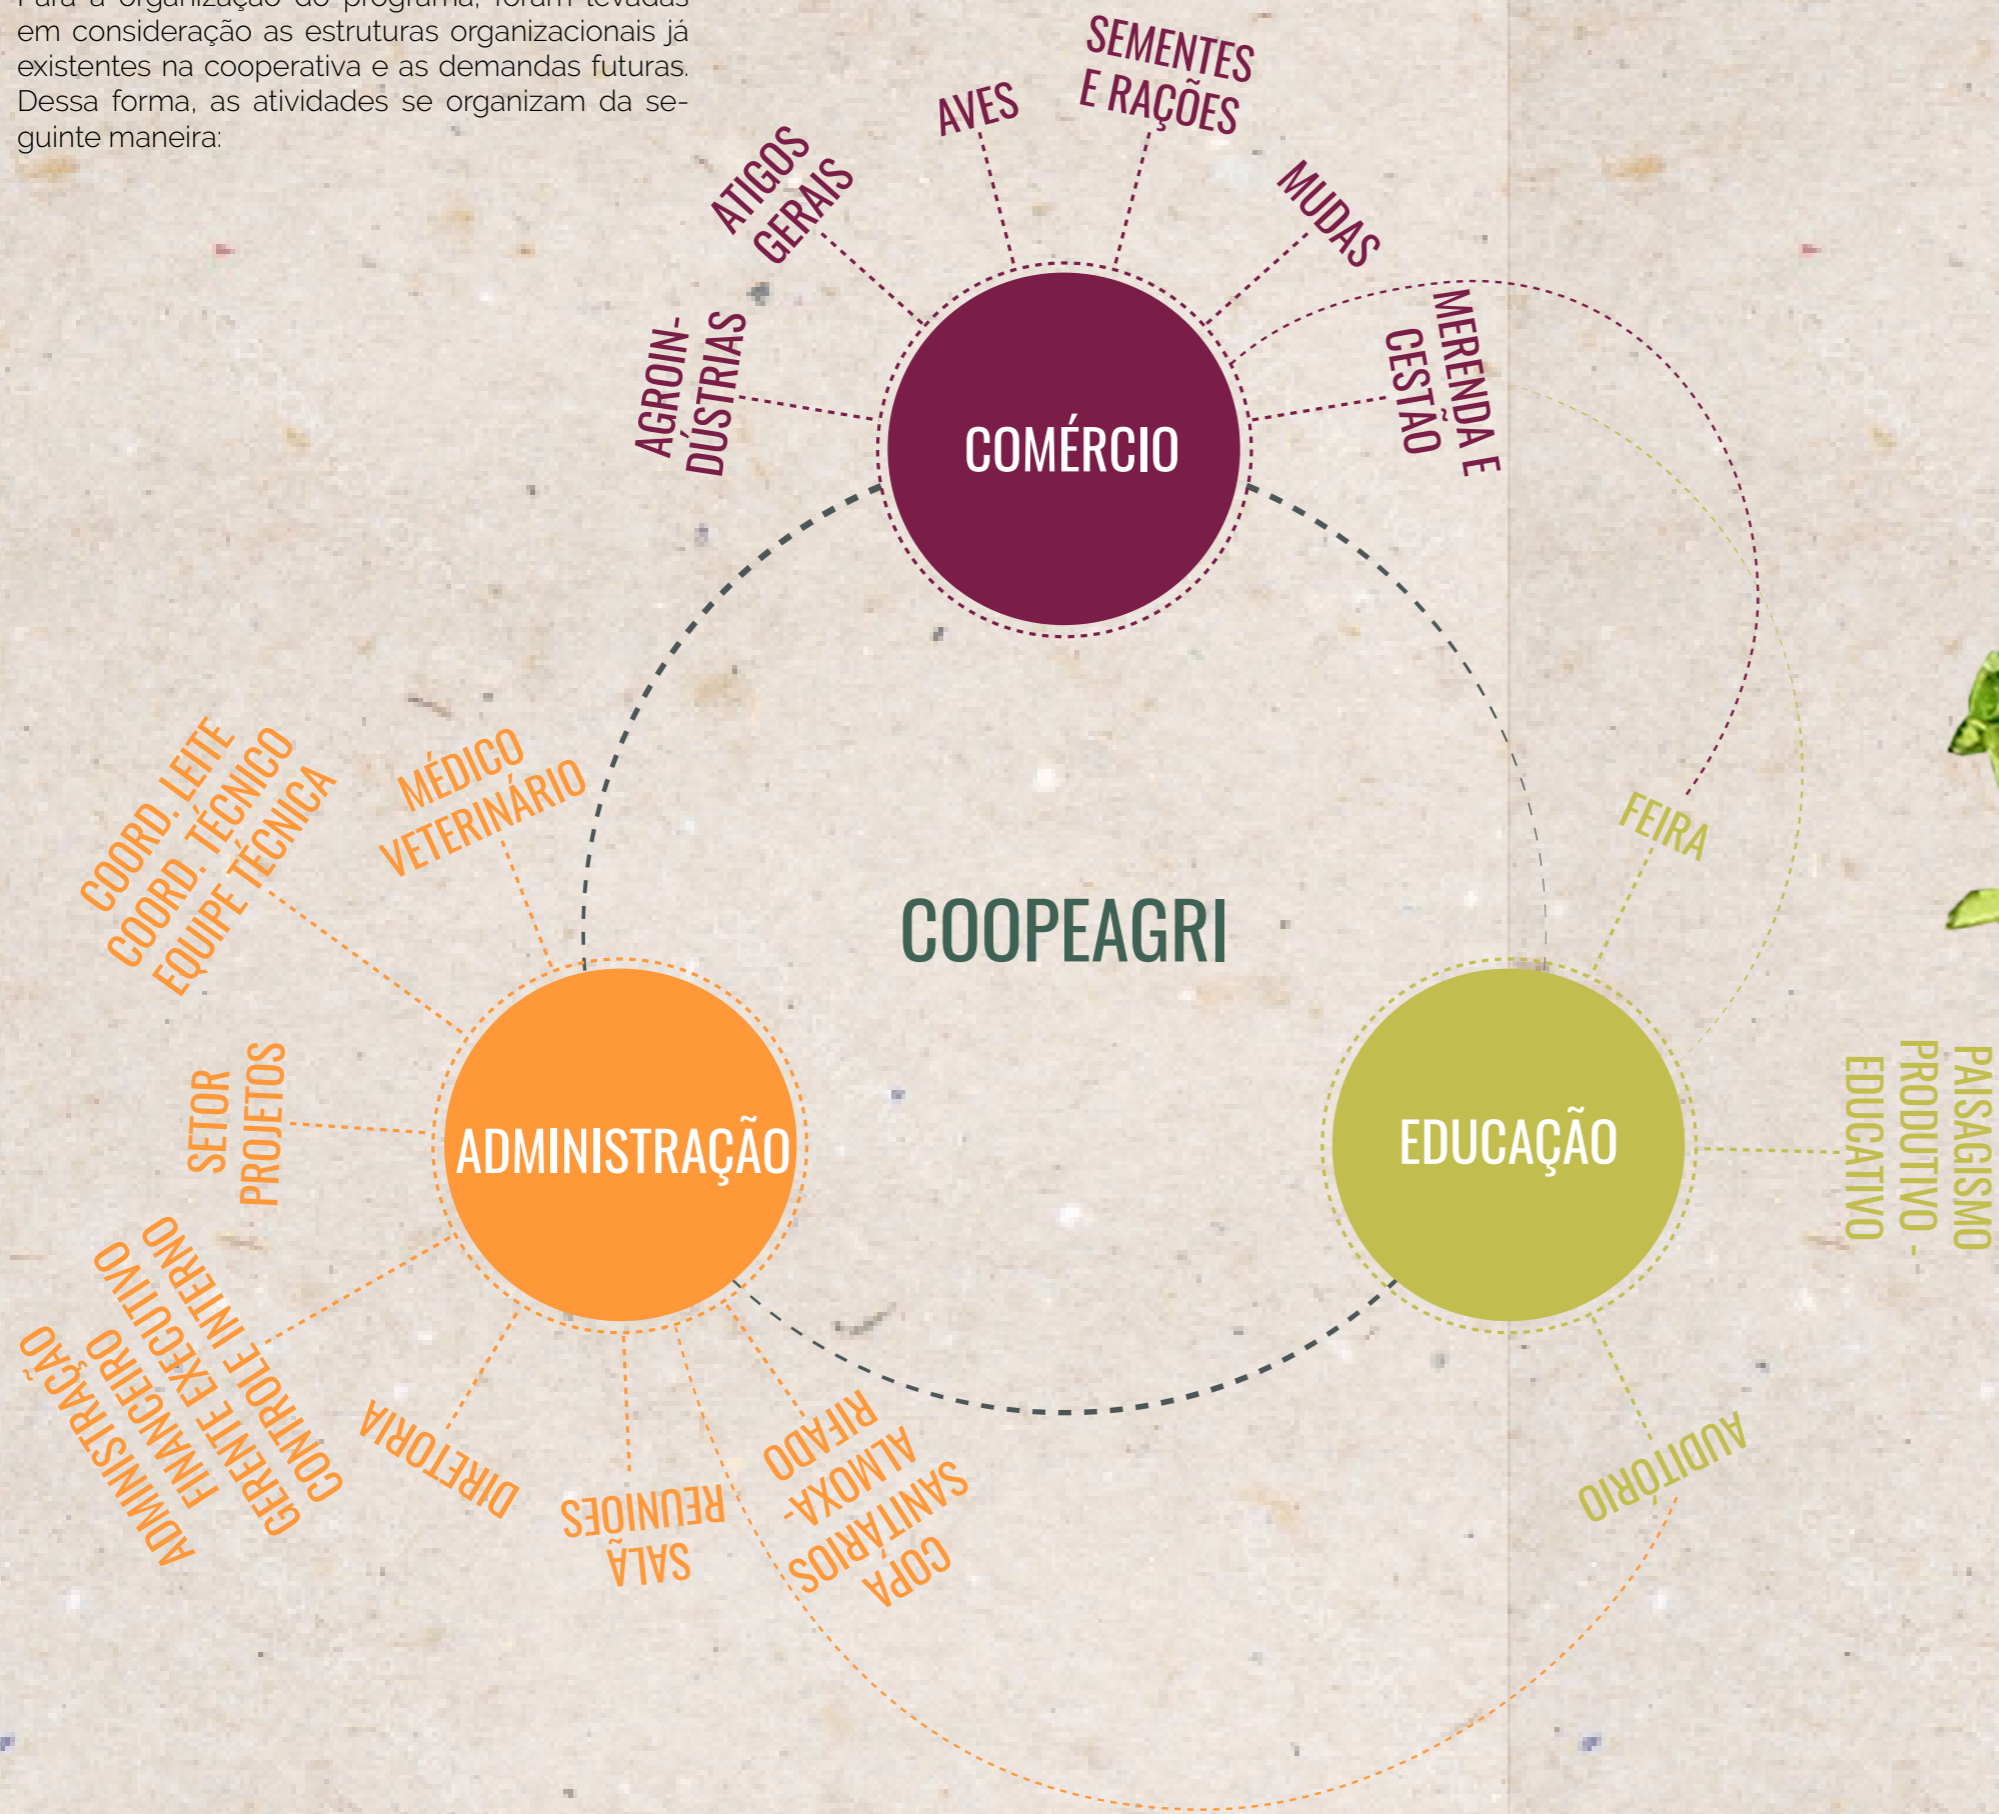 Para a organização do programa, foram levadas
em consideração as estruturas organizacionais já
existentes na cooperativa e as demandas futuras.
Dessa forma, as atividades se organizam da se-
guinte maneira:
SEMENTES
E RAÇÕES
AVES
ATIGOS
GERAIS
MUDAS
AGROIN-
DÚSTRIAS
MERENDA E
CESTÃO
COMÉRCIO
COORD. LEITE
COORD. TÉCNICO
EQUIPE TÉCNICA
MÉDICO
VETERINÁRIO
FEIRA
COOPEAGRI
SETOR
PROJETOS
ADMINISTRAÇÃO
EDUCAÇÃO
PAISAGISMO
PRODUTIVO -
EDUCATIVO
ADMINISTRAÇÃO
FINANCEIRO
GERENTE EXECUTIVO
CONTROLE INTERNO
DIRETORIA
SALA
REUNIÕES
COPA
SANITÁRIOS
ALMOXA-
RIFADO
AUDITÓRIO